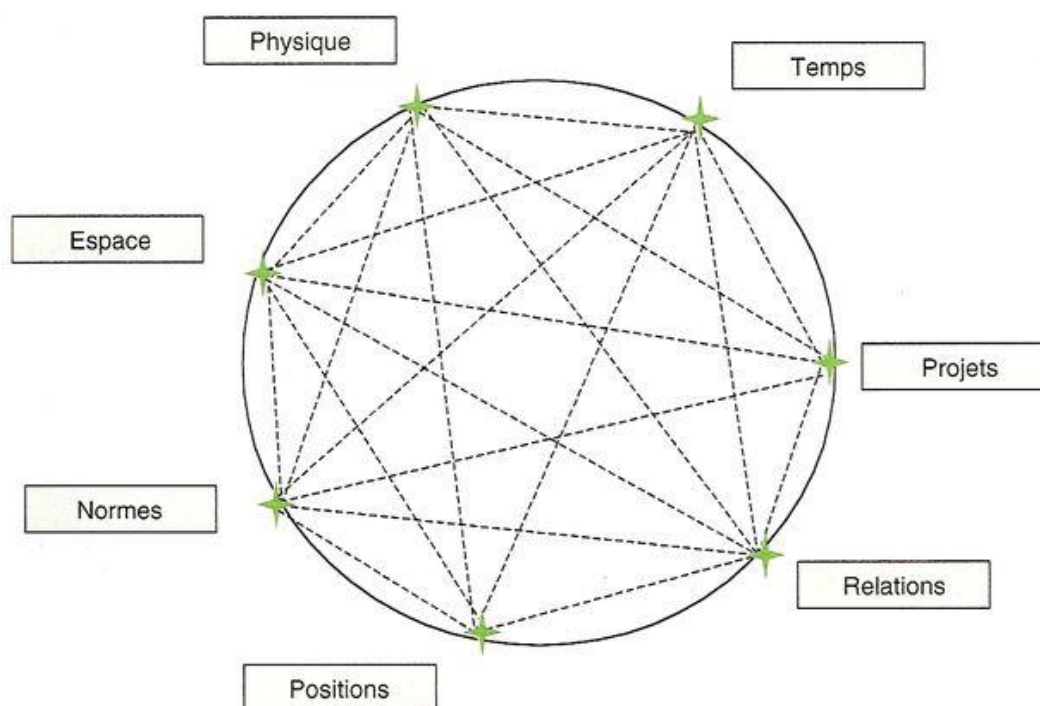 Physique
Temps
Espace
Projets
Normes
Relations
Positions